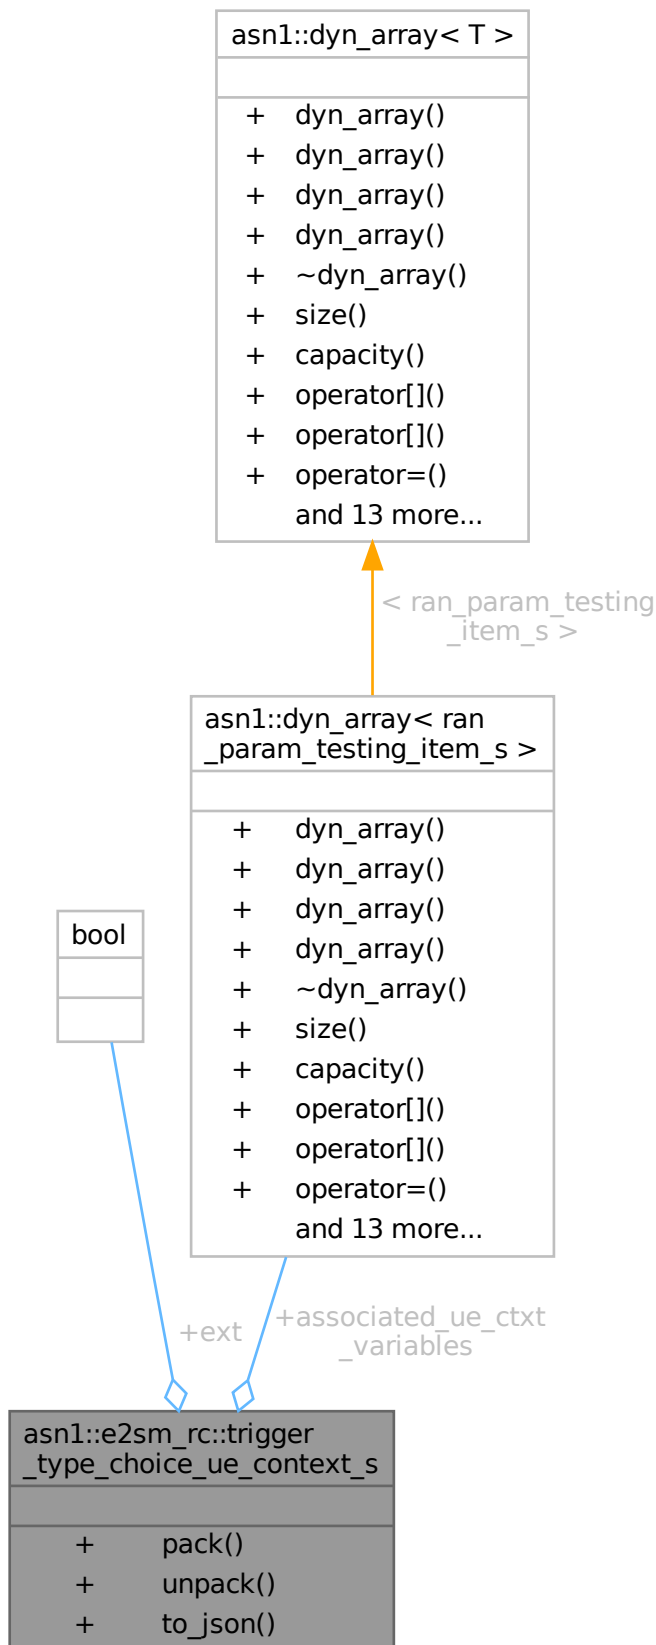 asn1::dyn_array< T >
+ dyn_array()
+ dyn_array()
+ dyn_array()
+ dyn_array()
+ ~dyn_array()
+ size()
+ capacity()
+ operator[]()
+ operator[]()
+ operator=()
and 13 more...
< ran_param_testing
_item_s >
asn1::dyn_array< ran
_param_testing_item_s >
+ dyn_array()
+ dyn_array()
+ dyn_array()
+ dyn_array()
+ ~dyn_array()
+ size()
+ capacity()
+ operator[]()
+ operator[]()
+ operator=()
and 13 more...
bool
+ext
+associated_ue_ctxt
_variables
asn1::e2sm_rc::trigger
_type_choice_ue_context_s
+ pack()
+ unpack()
+ to_json()